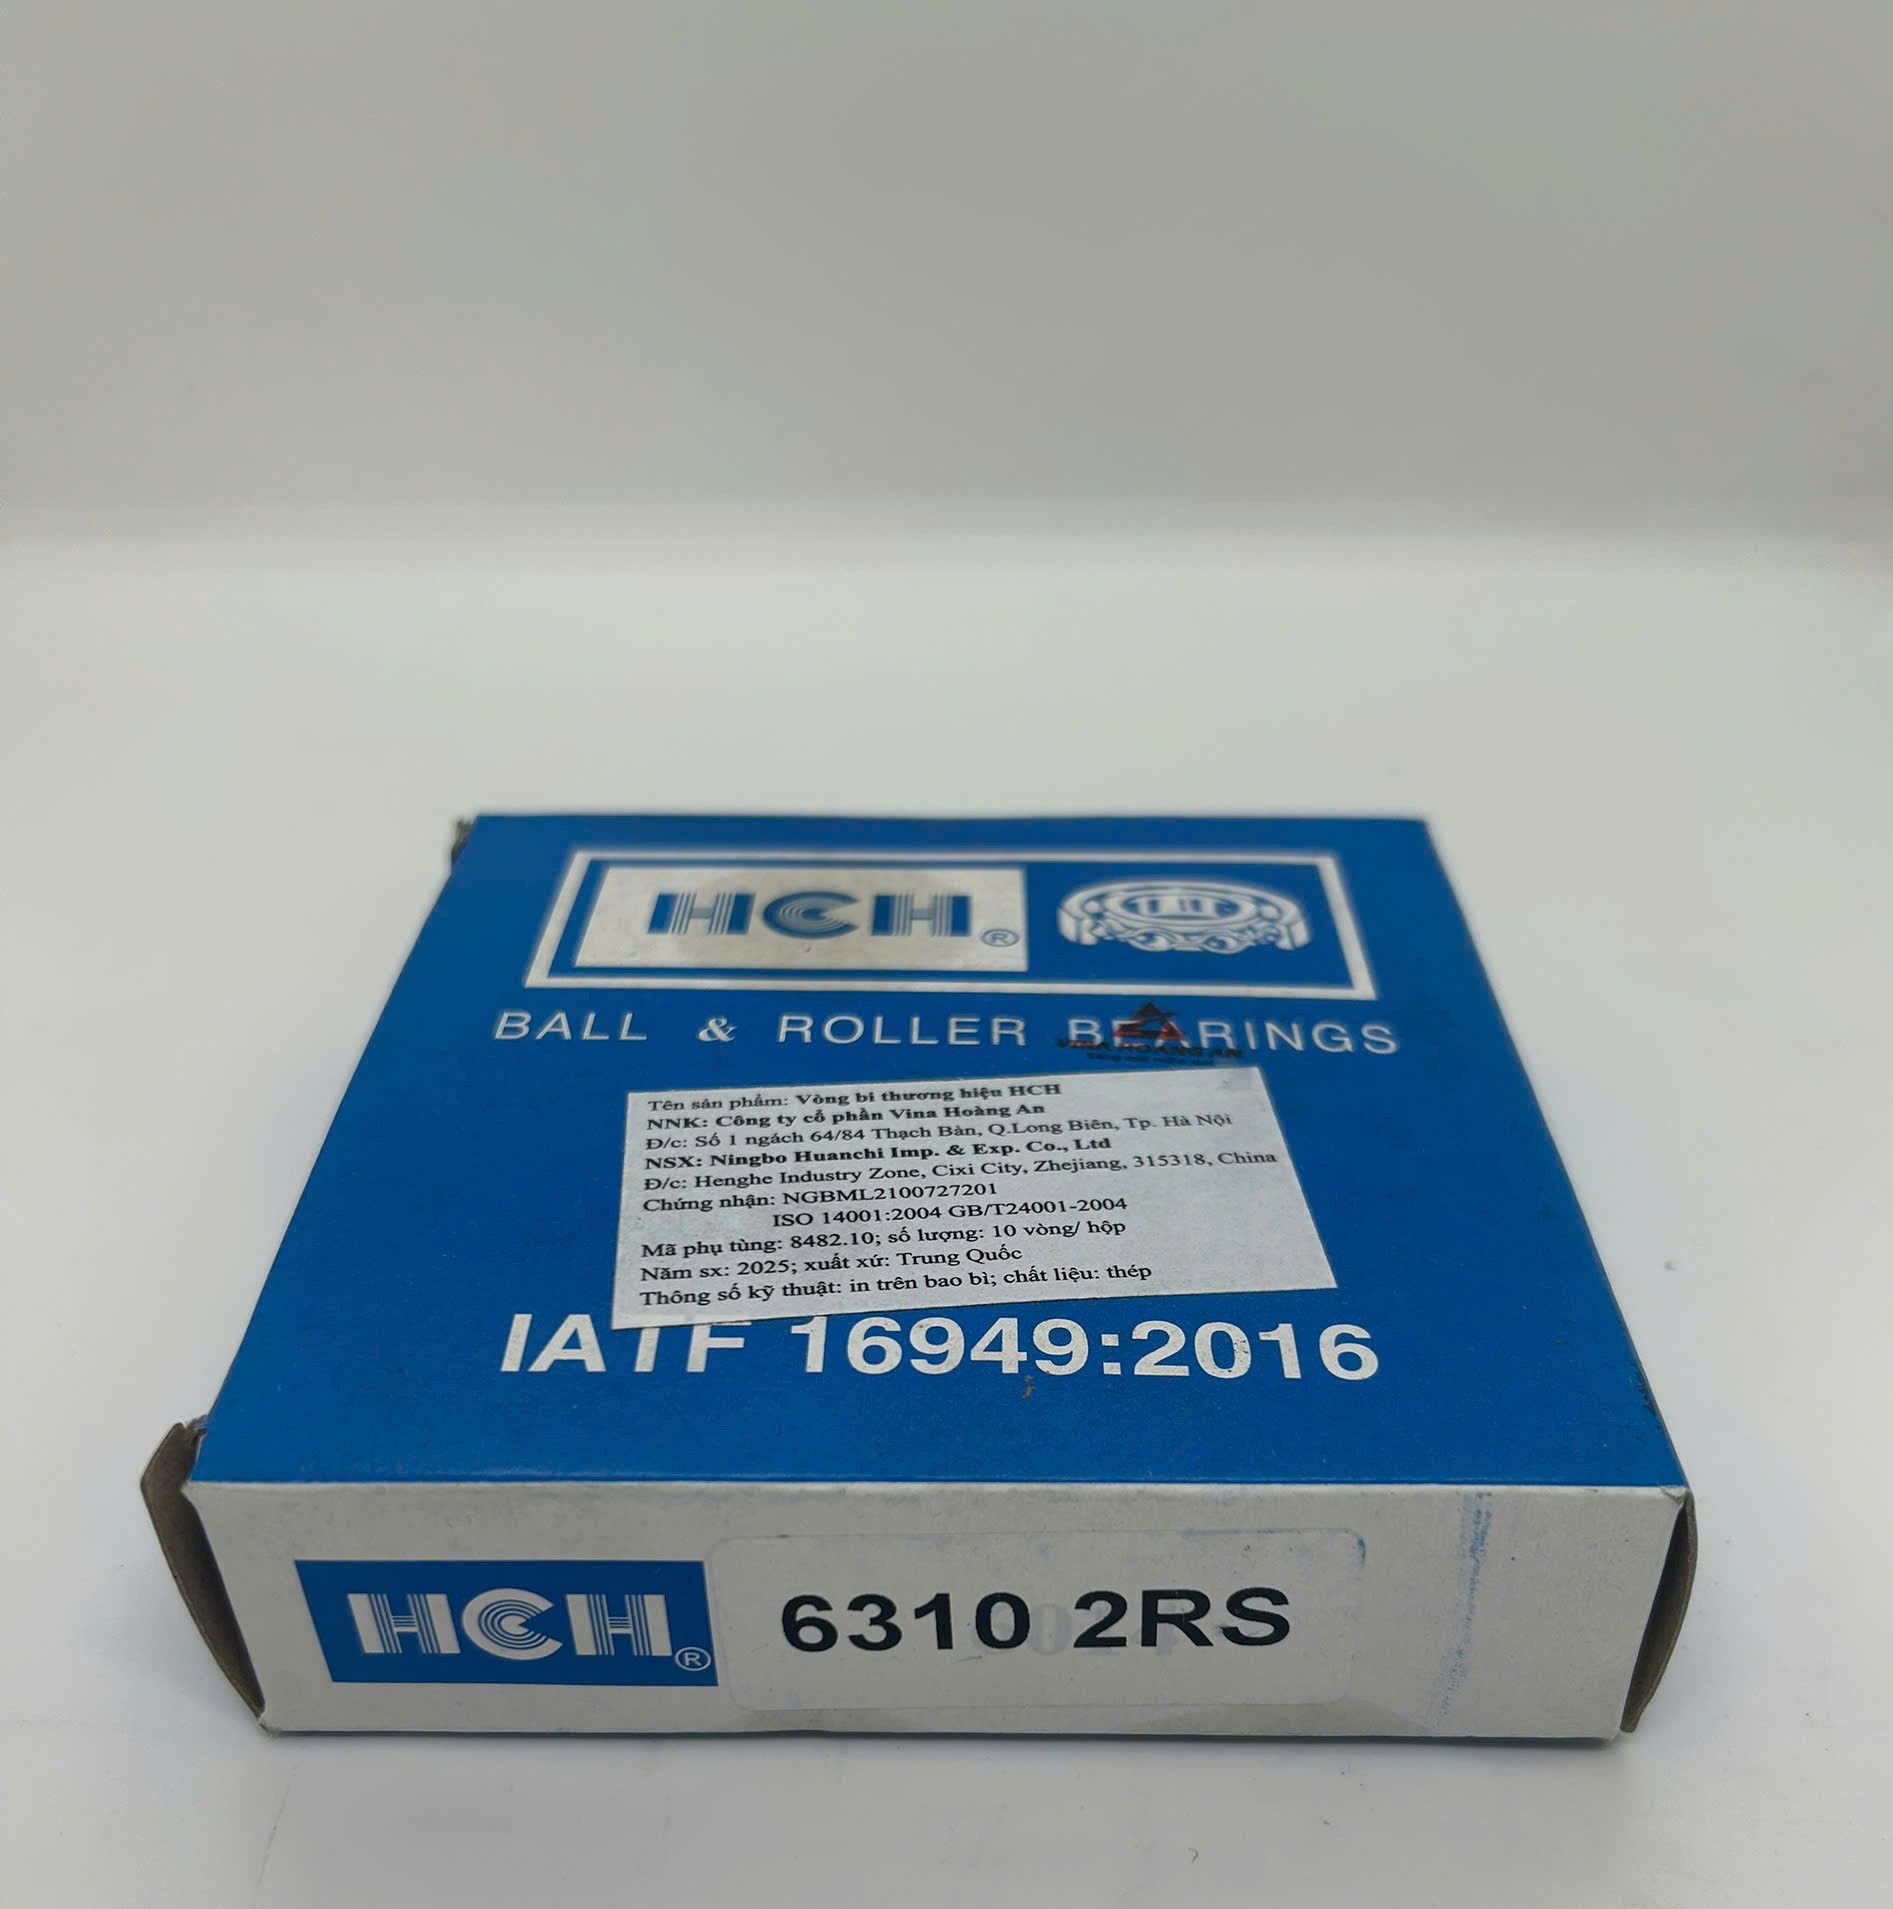 HCH ®
BALL & ROLLER BEARINGS
VINA HOANG AN
Tên sản phẩm: Vòng bi thương hiệu HCH
NNK: Công ty cổ phần Vina Hoàng An
Đ/c: Số 1 ngách 64/84 Thạch Bàn, Q.Long Biên, Tp. Hà Nội
NSX: Ningbo Huanchi Imp. & Exp. Co., Ltd
Đ/c: Henghe Industry Zone, Cixi City, Zhejiang, 315318, China
Chứng nhận: NGBML2100727201
ISO 14001:2004 GB/T24001-2004
Mã phụ tùng: 8482.10; số lượng: 10 vòng/ hộp
Năm sx: 2025; xuất xứ: Trung Quốc
Thông số kỹ thuật: in trên bao bì; chất liệu: thép
IATF 16949:2016
HCH ® 6310 2RS